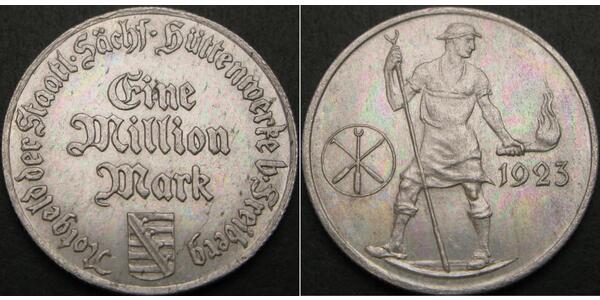 Notgeld der Staatl. Sächs. Hüttenwerke b. Freiberg
Eine
Million
Mark
1923